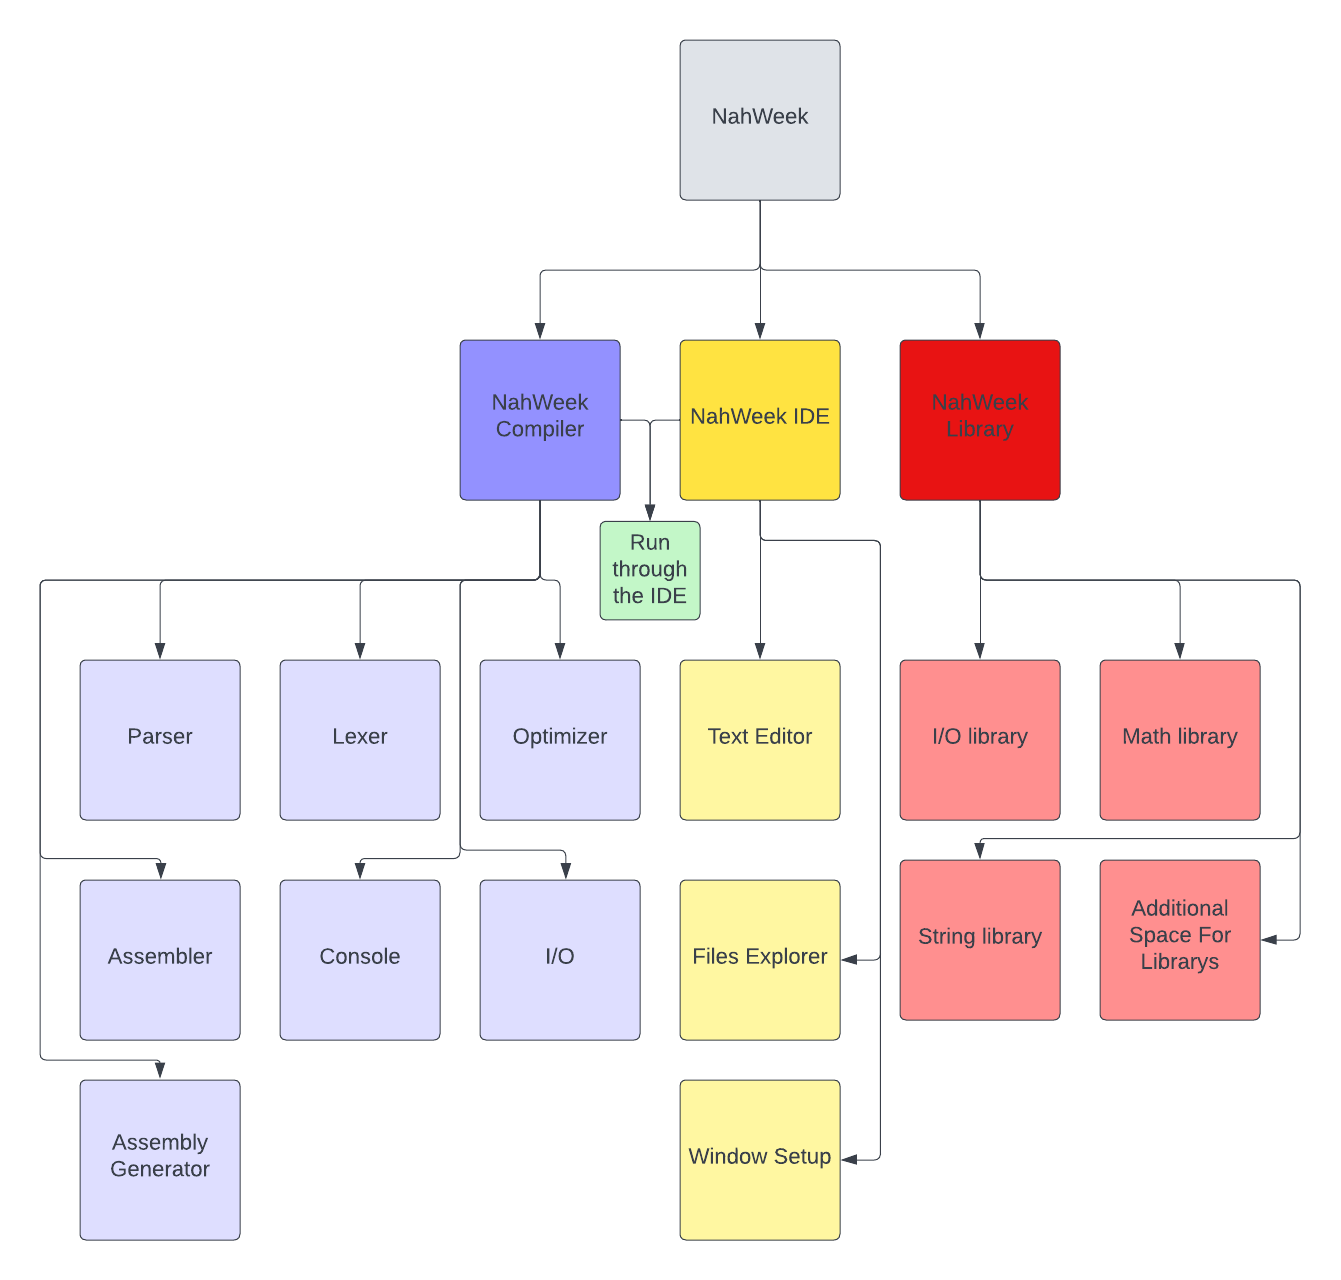 NahWeek
NahWeek
Compiler
NahWeek IDE
NahWeek
Library
Run
through
the IDE
Parser
Lexer
Optimizer
Text Editor
I/O library
Math library
Assembler
Console
I/O
Files Explorer
String library
Additional
Space For
Librarys
Assembly
Generator
Window Setup